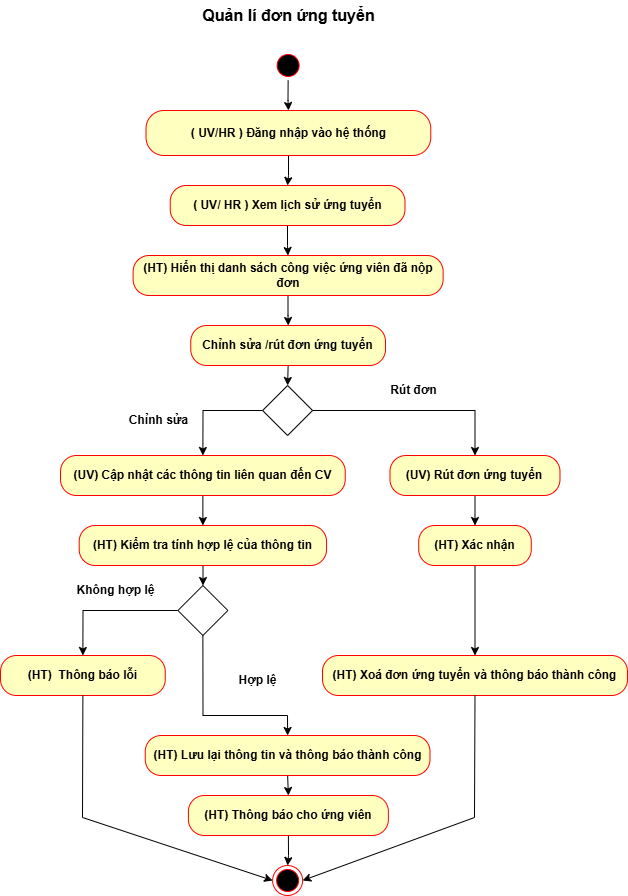 Quản lí đơn ứng tuyển
( UV/HR ) Đăng nhập vào hệ thống
( UV/ HR ) Xem lịch sử ứng tuyển
(HT) Hiển thị danh sách công việc ứng viên đã nộp
đơn
Chỉnh sửa /rút đơn ứng tuyển
Rút đơn
Chỉnh sửa
(UV) Cập nhật các thông tin liên quan đến CV
(UV) Rút đơn ứng tuyển
(HT) Kiểm tra tính hợp lệ của thông tin
(HT) Xác nhận
Không hợp lệ
(HT) Thông báo lỗi
Hợp lệ
(HT) Xoá đơn ứng tuyển và thông báo thành công
(HT) Lưu lại thông tin và thông báo thành công
(HT) Thông báo cho ứng viên